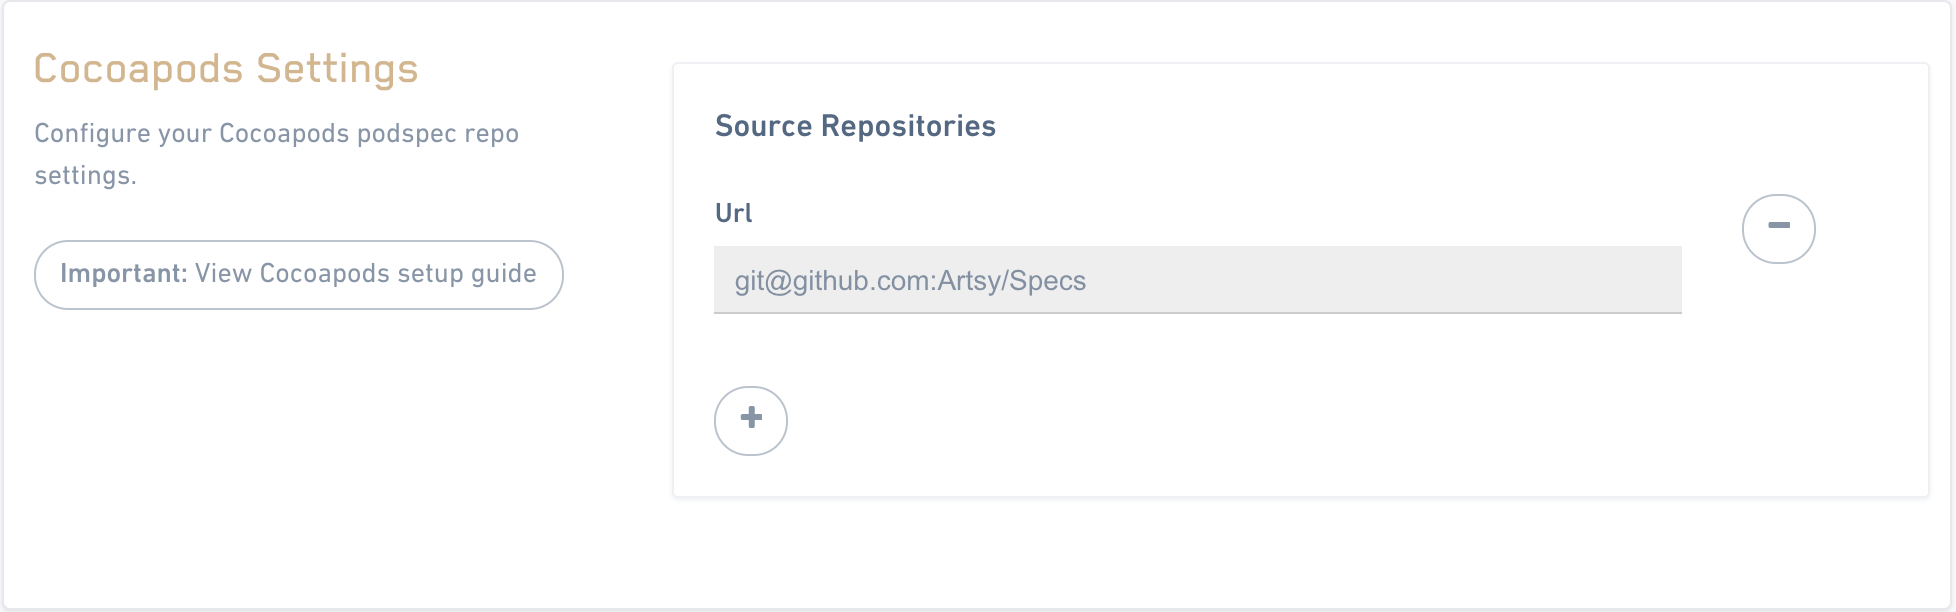 Cocoapods Settings
Configure your Cocoapods podspec repo
settings.
Important: View Cocoapods setup guide
Source Repositories
Url
git@github.com:Artsy/Specs